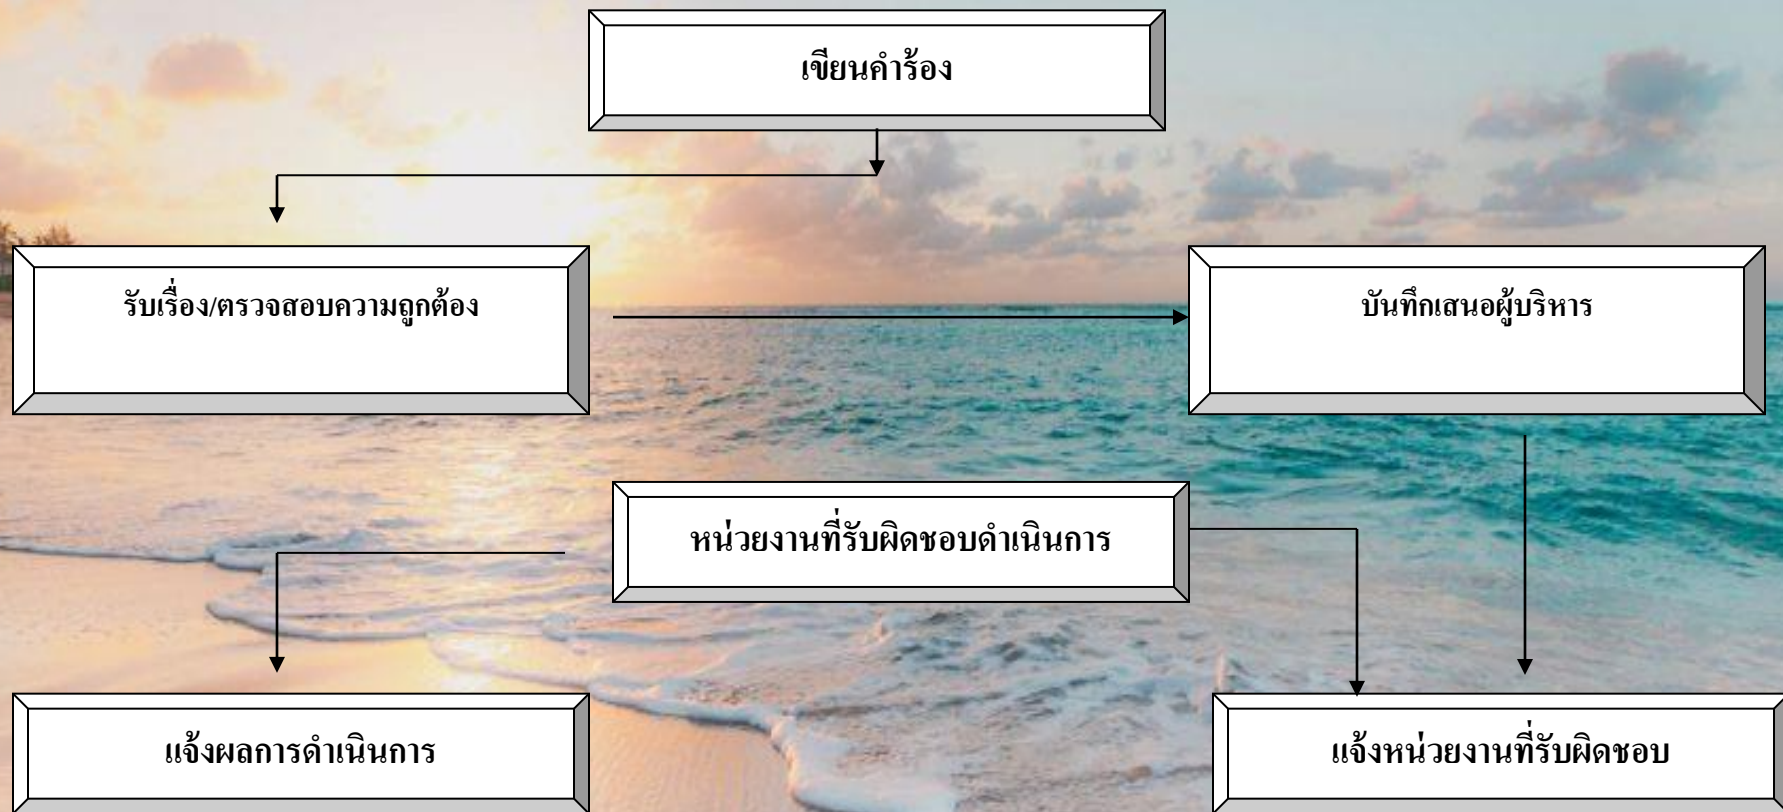 เขียนคำร้อง
รับเรื่อง/ตรวจสอบความถูกต้อง
บันทึกเสนอผู้บริหาร
หน่วยงานที่รับผิดชอบดำเนินการ
แจ้งผลการดำเนินการ
แจ้งหน่วยงานที่รับผิดชอบ